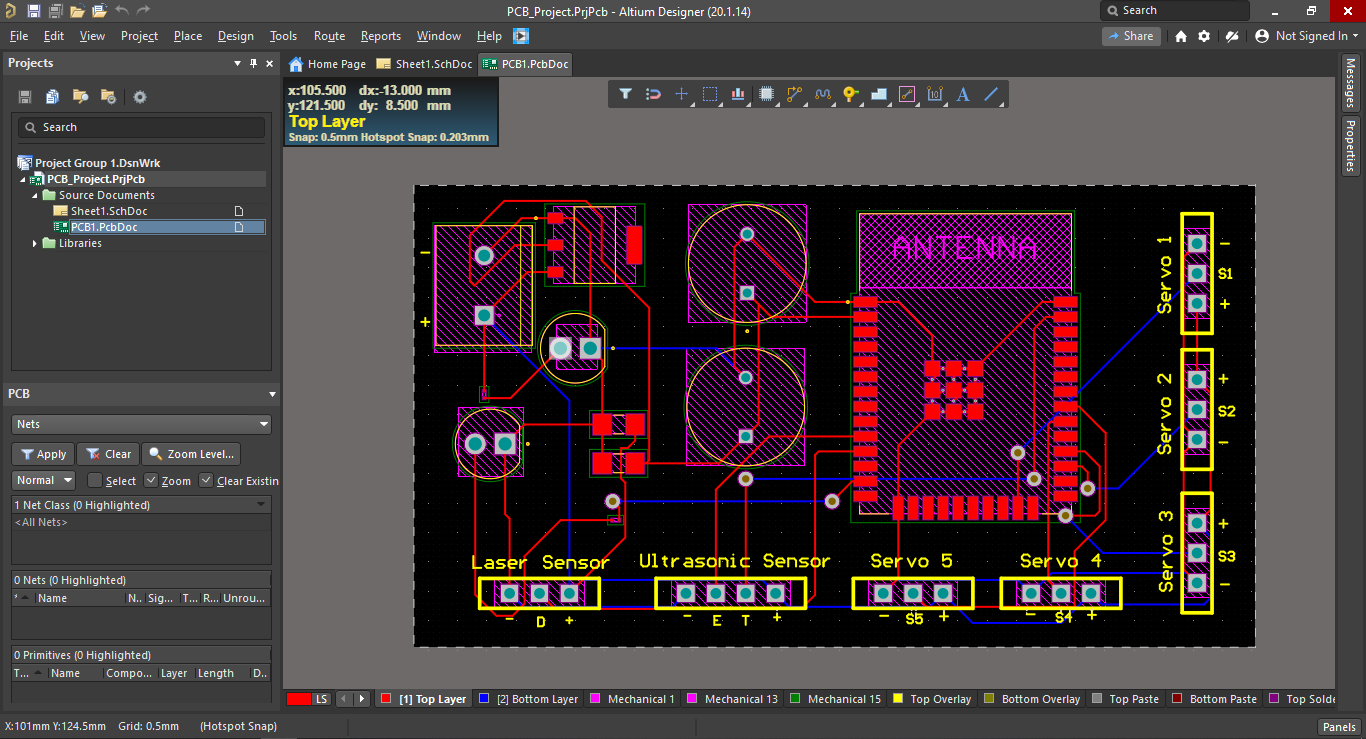 PCB_Project.PrjPcb - Altium Designer (20.1.14)
Search
File Edit View Project Place Design Tools Route Reports Window Help
Share
Not Signed In
Projects
Home Page
Sheet1.SchDoc
PCB1.PcbDoc
Messages
Properties
x:105.500 dx:-13.000 mm
y:121.500 dy: 8.500 mm
Top Layer
Snap: 0.5mm Hotspot Snap: 0.203mm
Search
Project Group 1.DsnWrk
PCB_Project.PrjPcb
Source Documents
Sheet1.SchDoc
PCB1.PcbDoc
Libraries
PCB
Nets
Apply Clear Zoom Level...
Normal Select Zoom Clear Existin
1 Net Class (0 Highlighted)
<All Nets>
0 Nets (0 Highlighted)
* Name N.. Sig... T... R... Unrou...
0 Primitives (0 Highlighted)
T... Name Compo... Layer Length D..
ANTENNA
-
+
Servo 1
-
S1
+
Servo 2
+
S2
-
Servo 3
+
S3
-
Laser Sensor
- D +
Ultrasonic Sensor
- E T +
Servo 5
- S5 +
Servo 4
- S4 +
LS [1] Top Layer [2] Bottom Layer Mechanical 1 Mechanical 13 Mechanical 15 Top Overlay Bottom Overlay Top Paste Bottom Paste Top Solde
X:101mm Y:124.5mm Grid: 0.5mm (Hotspot Snap)
Panels